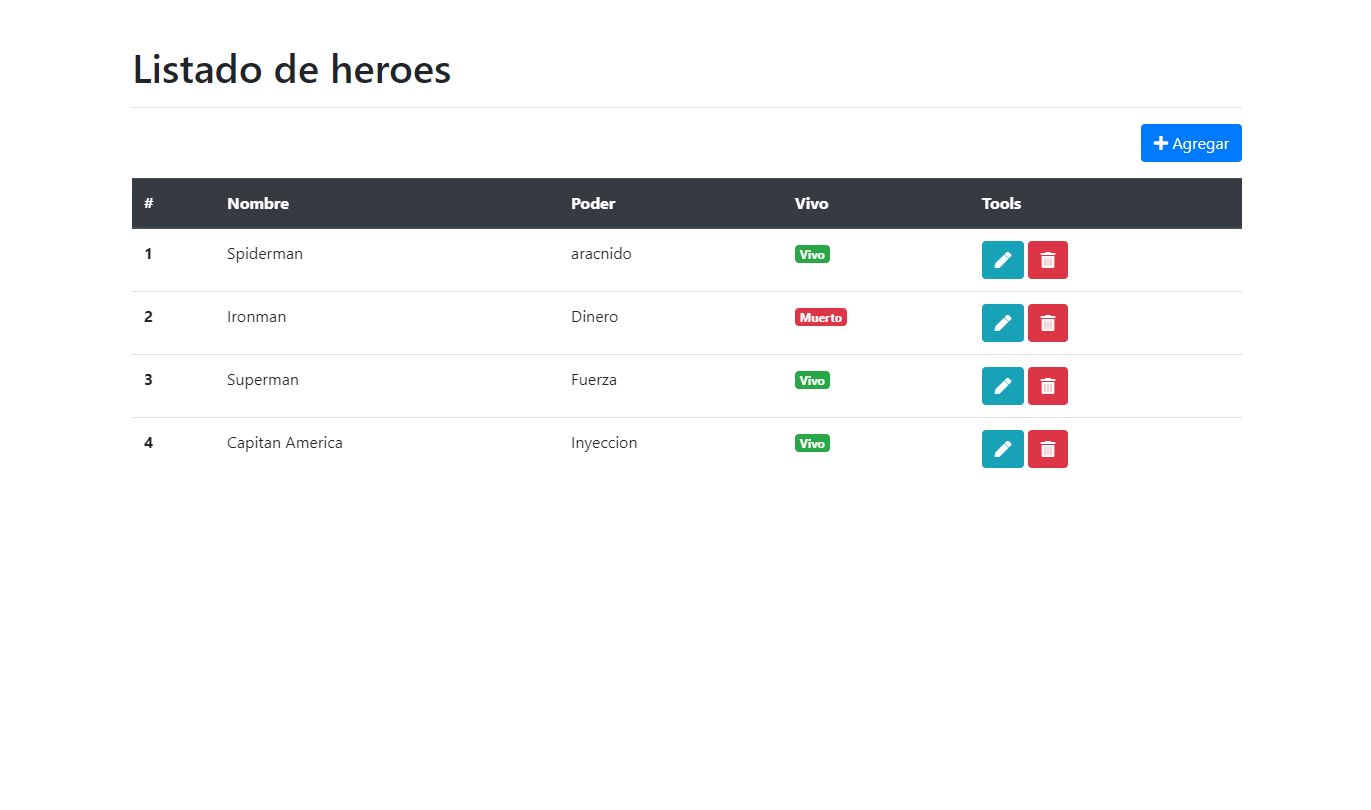 Listado de heroes
Agregar
# Nombre Poder Vivo Tools
1 Spiderman aracnido Vivo
2 Ironman Dinero Muerto
3 Superman Fuerza Vivo
4 Capitan America Inyeccion Vivo